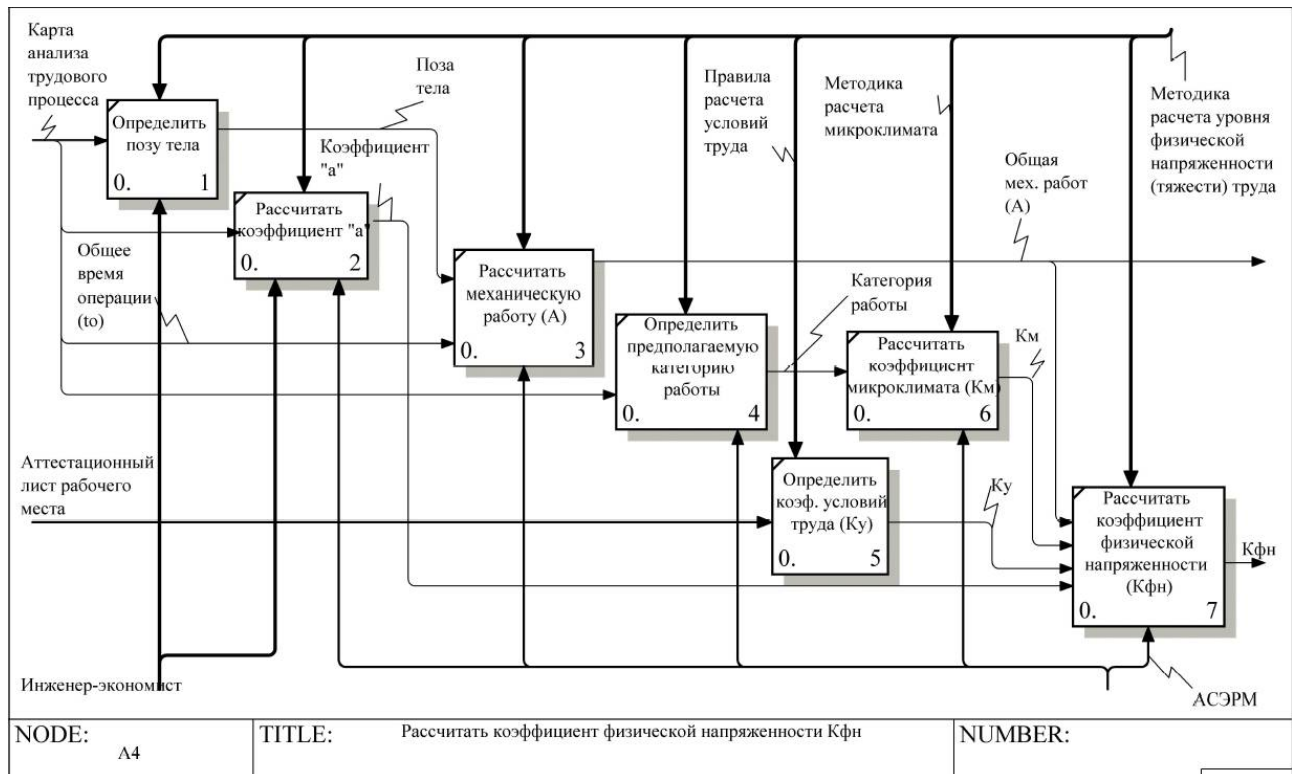 Карта
анализа
трудового
процесса
Поза
тела
Правила
расчета
условий
труда
Методика
расчета
микроклимата
Методика
расчета уровня
физической
напряженности
(тяжести) труда
Определить
позу тела
0. 1
Коэффициент
"а"
Общая
мех. работ
(А)
Рассчитать
коэффициент "а"
0. 2
Общее
время
операции
(to)
Рассчитать
механическую
работу (А)
0. 3
Категория
работы
Определить
предполагаемую
категорию
работы
0. 4
Рассчитать
коэффициент
микроклимата (Км)
0. 6
Км
Аттестационный
лист рабочего
места
Определить
коэф. условий
труда (Ку)
0. 5
Ку
Рассчитать
коэффициент
физической
напряженности
(Кфн)
0. 7
Кфн
Инженер-экономист
АСЭРМ
NODE:
А4
TITLE:
Рассчитать коэффициент физической напряженности Кфн
NUMBER: